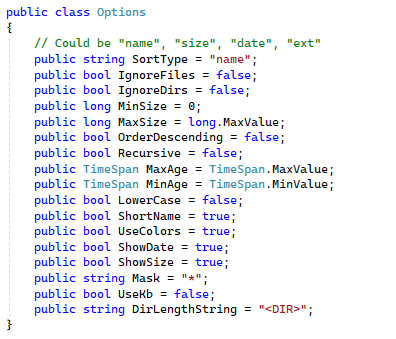 public class Options
{
    // Could be "name", "size", "date", "ext"
    public string SortType = "name";
    public bool IgnoreFiles = false;
    public bool IgnoreDirs = false;
    public long MinSize = 0;
    public long MaxSize = long.MaxValue;
    public bool OrderDescending = false;
    public bool Recursive = false;
    public TimeSpan MaxAge = TimeSpan.MaxValue;
    public TimeSpan MinAge = TimeSpan.MinValue;
    public bool LowerCase = false;
    public bool ShortName = true;
    public bool UseColors = true;
    public bool ShowDate = true;
    public bool ShowSize = true;
    public string Mask = "*";
    public bool UseKb = false;
    public string DirLengthString = "<DIR>";
}